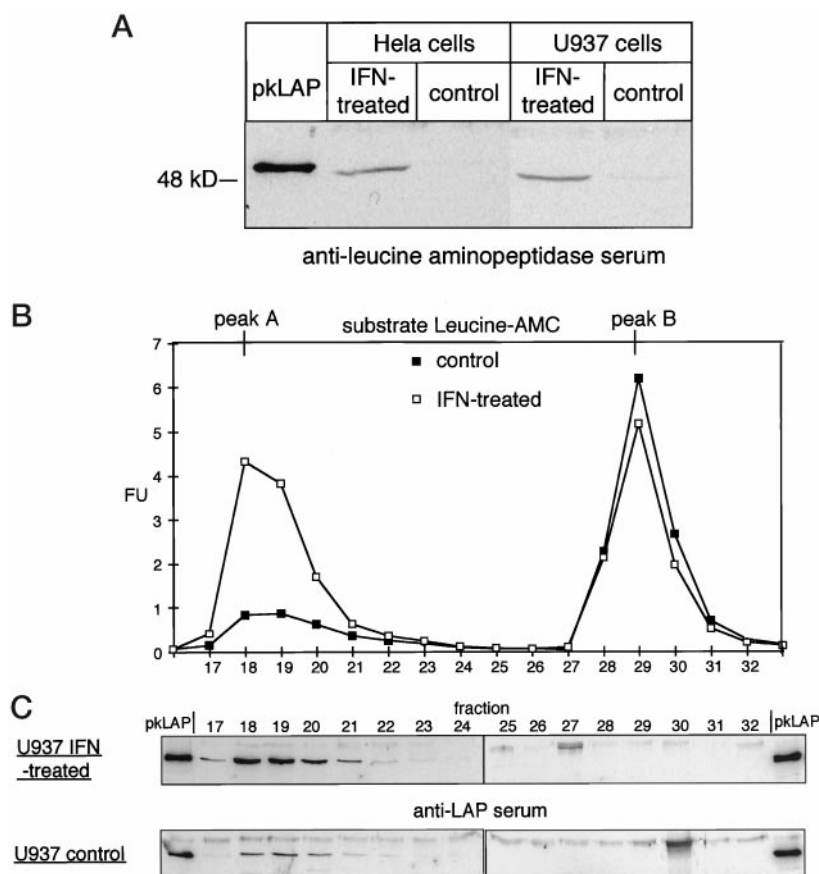 A
Hela cells U937 cells
pkLAP IFN-treated control IFN-treated control
48 kD
anti-leucine aminopeptidase serum
B
peak A substrate Leucine-AMC peak B
control
IFN-treated
FU
7
6
5
4
3
2
1
0
17 18 19 20 21 22 23 24 25 26 27 28 29 30 31 32
C
fraction
pkLAP 17 18 19 20 21 22 23 24 25 26 27 28 29 30 31 32 pkLAP
U937 IFN
-treated
anti-LAP serum
U937 control